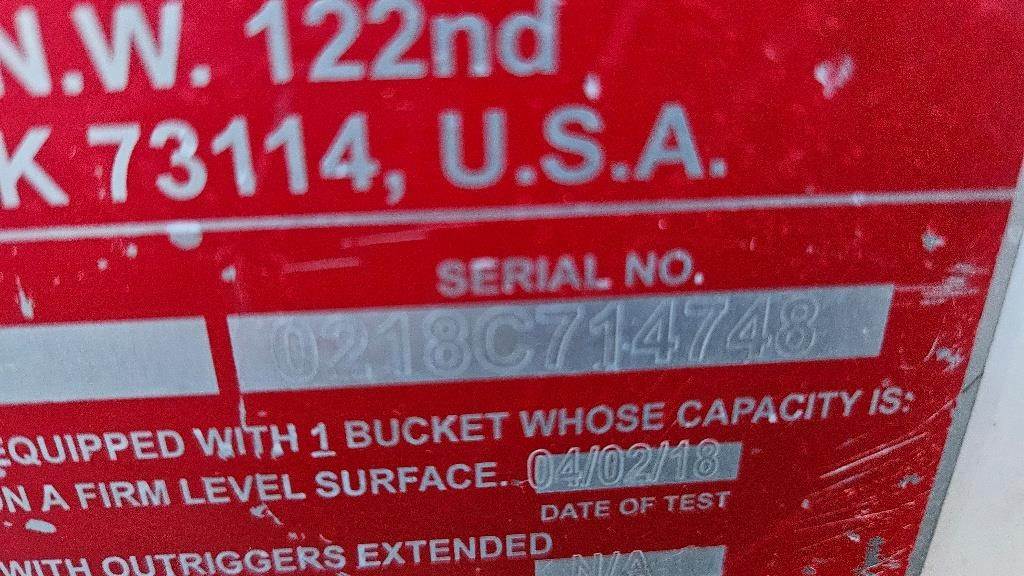 N.W. 122nd
K 73114, U.S.A.
SERIAL NO.
0218C714748
EQUIPPED WITH 1 BUCKET WHOSE CAPACITY IS:
ON A FIRM LEVEL SURFACE. 04/02/18
DATE OF TEST
WITH OUTRIGGERS EXTENDED
N/A